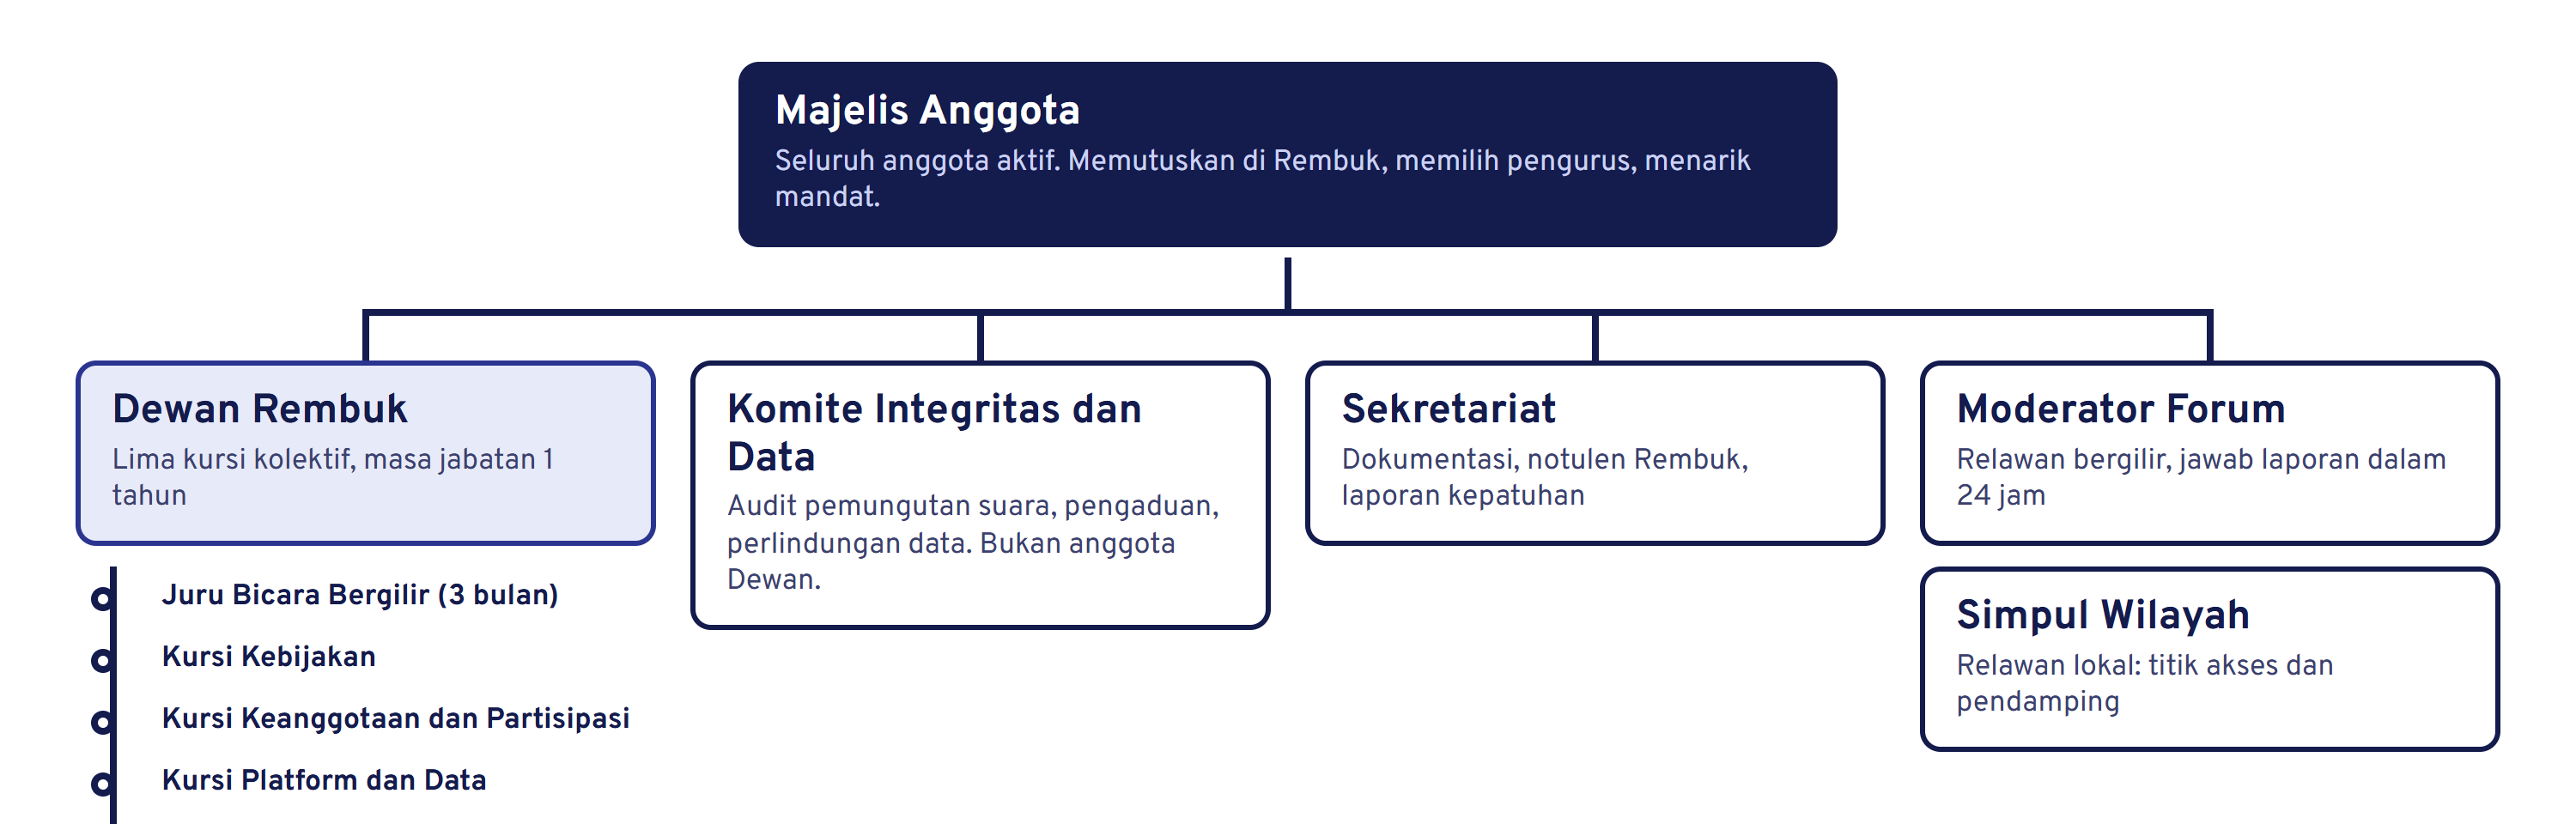 Majelis Anggota
Seluruh anggota aktif. Memutuskan di Rembuk, memilih pengurus, menarik
mandat.
Dewan Rembuk
Lima kursi kolektif, masa jabatan 1
tahun
Juru Bicara Bergilir (3 bulan)
Kursi Kebijakan
Kursi Keanggotaan dan Partisipasi
Kursi Platform dan Data
Komite Integritas dan
Data
Audit pemungutan suara, pengaduan,
perlindungan data. Bukan anggota
Dewan.
Sekretariat
Dokumentasi, notulen Rembuk,
laporan kepatuhan
Moderator Forum
Relawan bergilir, jawab laporan dalam
24 jam
Simpul Wilayah
Relawan lokal: titik akses dan
pendamping